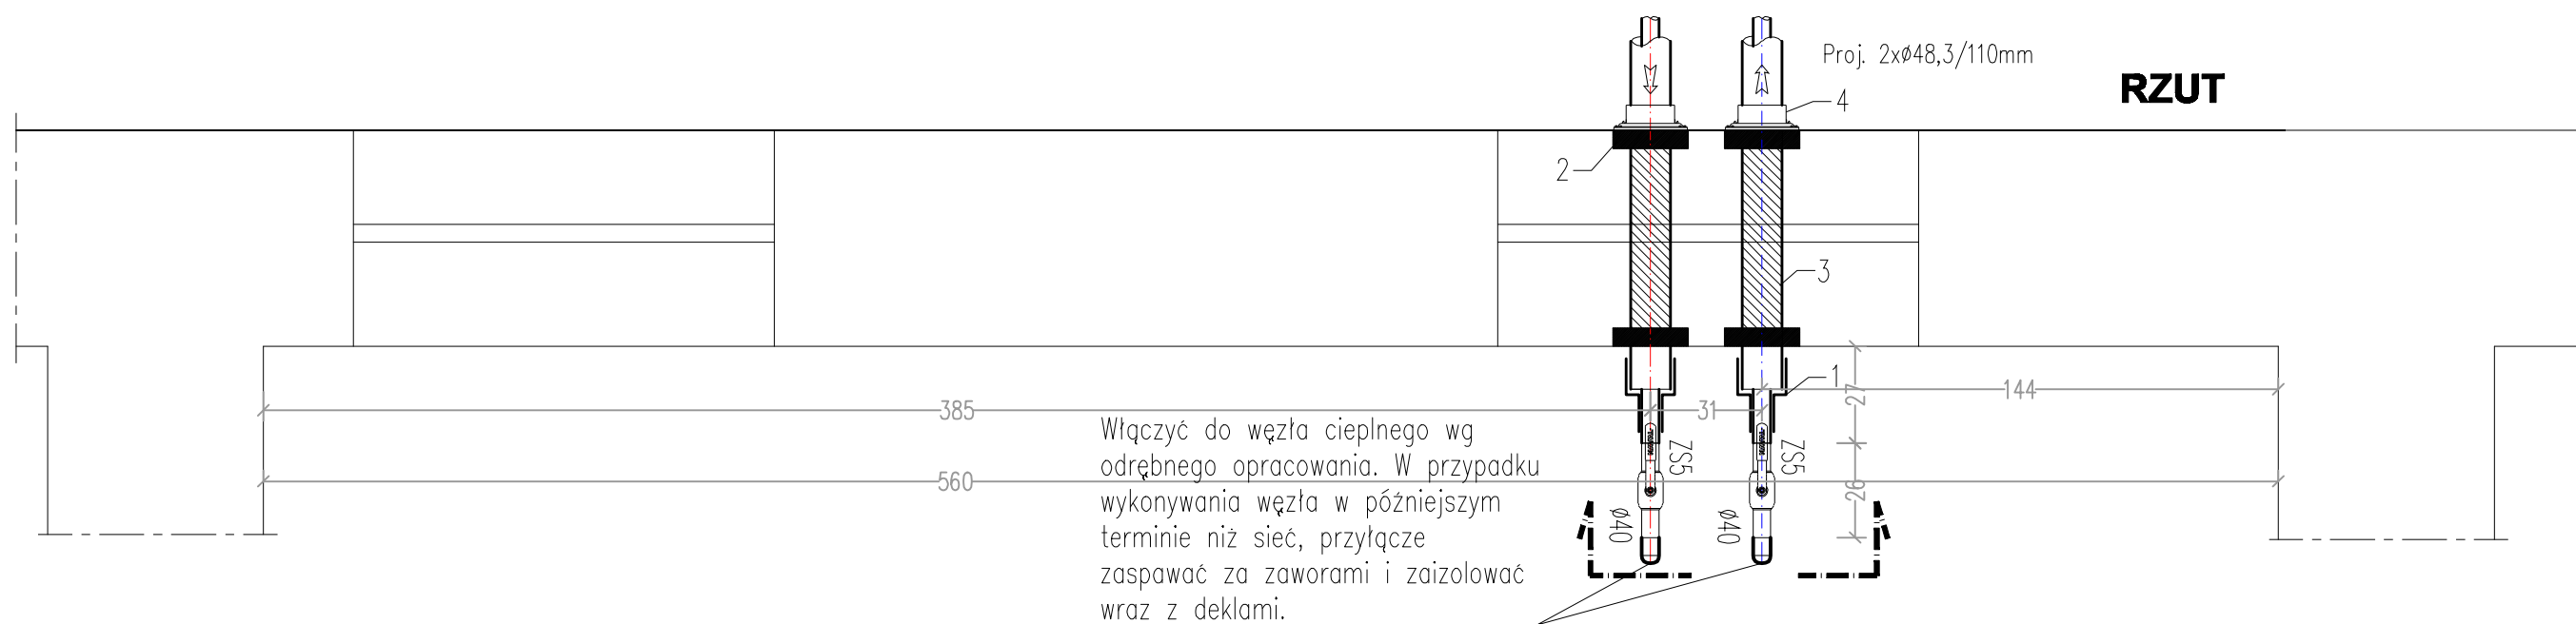 Proj. 2xø48,3/110mm
RZUT
4
2
3
1
27
144
385
31
Włączyć do węzła cieplnego wg
odrębnego opracowania. W przypadku
wykonywania węzła w późniejszym
terminie niż sieć, przyłącze
zaspawać za zaworami i zaizolować
wraz z deklami.
ZS5
ZS5
560
26
ø40
ø40